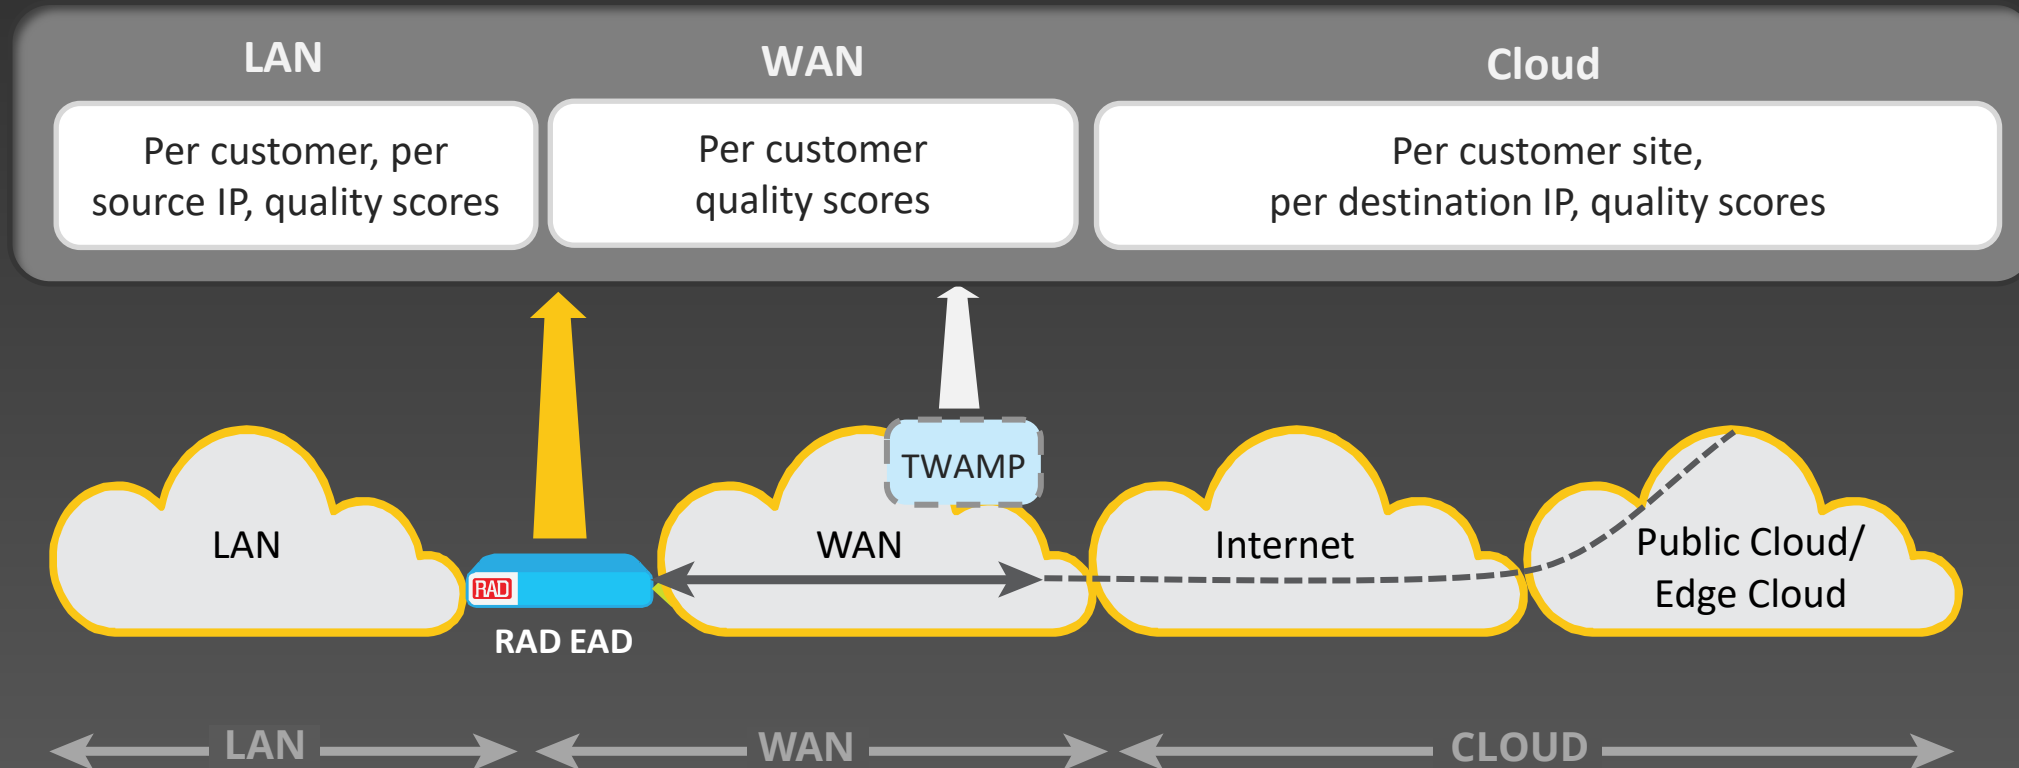 LAN
WAN
Cloud
Per customer, per
source IP, quality scores
Per customer
quality scores
Per customer site,
per destination IP, quality scores
TWAMP
LAN
WAN
Internet
Public Cloud/
Edge Cloud
RAD
RAD EAD
LAN
WAN
CLOUD